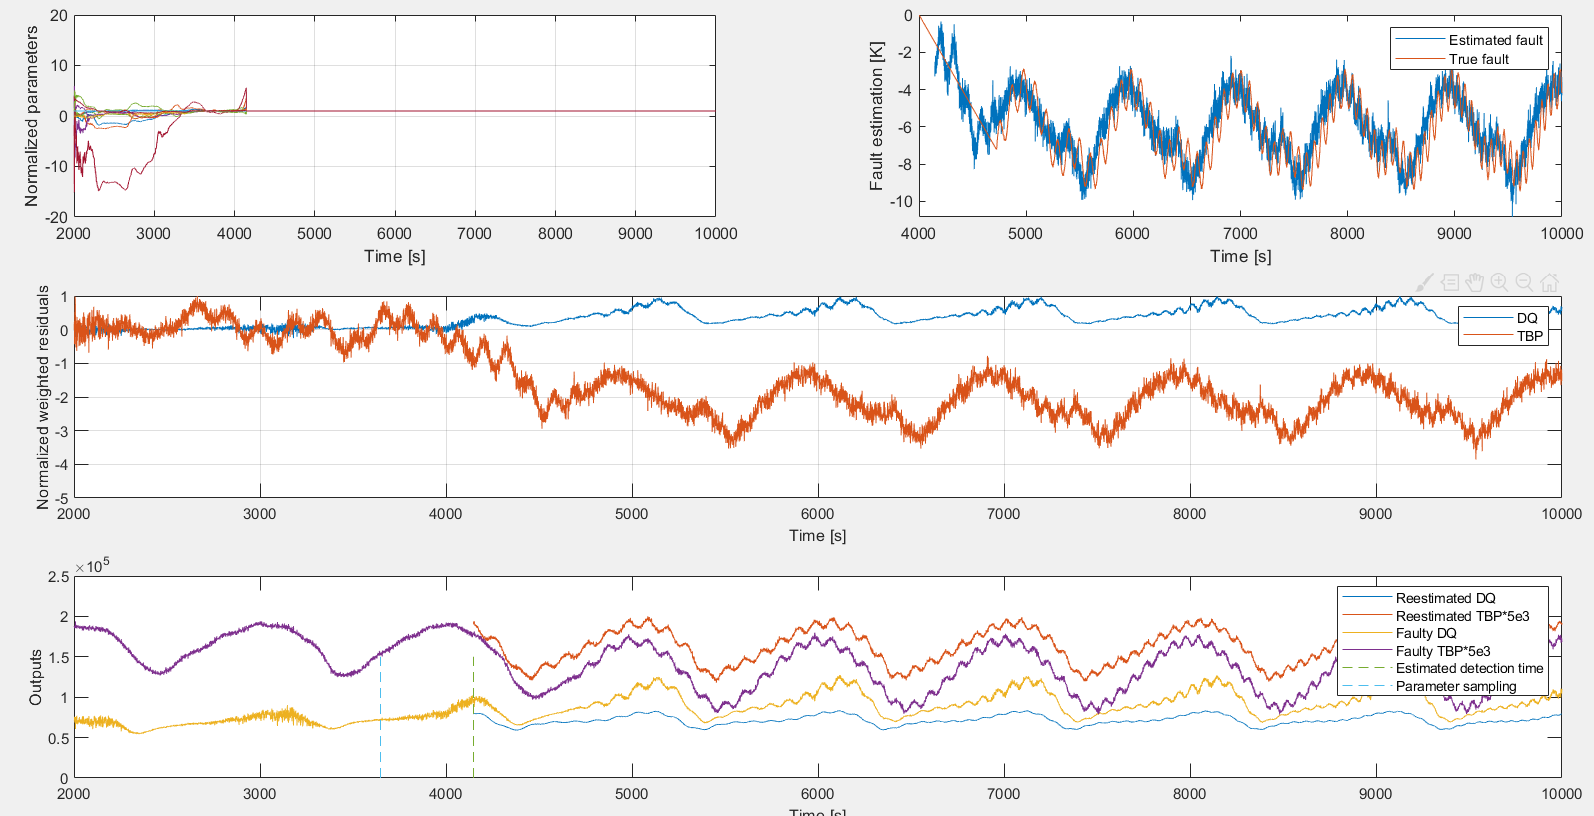 Normalized parameters
20
10
0
-10
-20
2000 3000 4000 5000 6000 7000 8000 9000 10000
Time [s]
Fault estimation [K]
0
-2
-4
-6
-8
-10
4000 5000 6000 7000 8000 9000 10000
Time [s]
Estimated fault
True fault
Normalized weighted residuals
1
0
-1
-2
-3
-4
-5
2000 3000 4000 5000 6000 7000 8000 9000 10000
Time [s]
DQ
TBP
Outputs
×10^5
2.5
2
1.5
1
0.5
0
2000 3000 4000 5000 6000 7000 8000 9000 10000
Time [s]
Reestimated DQ
Reestimated TBP*5e3
Faulty DQ
Faulty TBP*5e3
Estimated detection time
Parameter sampling